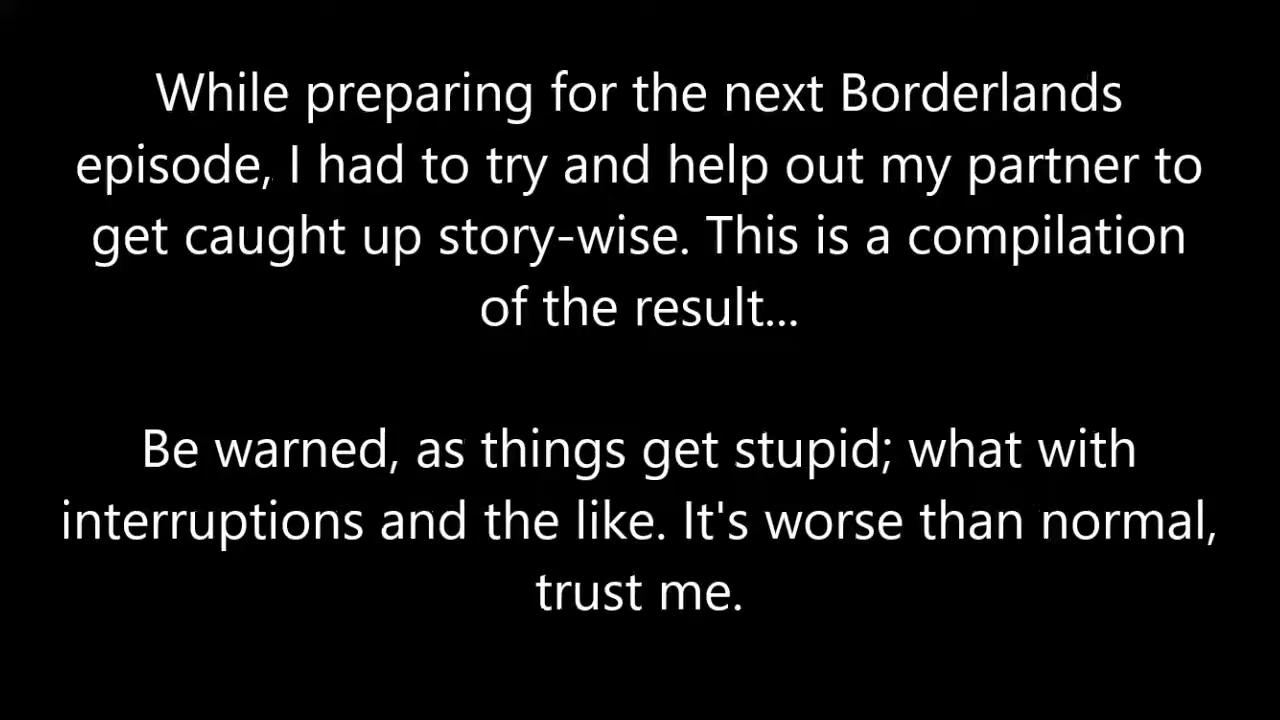 While preparing for the next Borderlands
episode, I had to try and help out my partner to
get caught up story-wise. This is a compilation
of the result...
Be warned, as things get stupid; what with
interruptions and the like. It's worse than normal,
trust me.